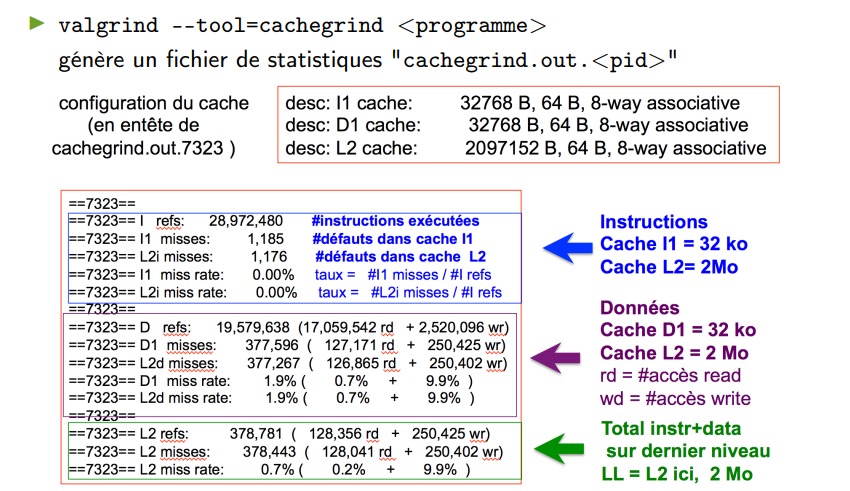 valgrind --tool=cachegrind <programme>
génère un fichier de statistiques "cachegrind.out.<pid>"
configuration du cache
(en entête de
cachegrind.out.7323 )
desc: I1 cache: 32768 B, 64 B, 8-way associative
desc: D1 cache: 32768 B, 64 B, 8-way associative
desc: L2 cache: 2097152 B, 64 B, 8-way associative
==7323==
==7323== I refs: 28,972,480 #instructions exécutées
==7323== I1 misses: 1,185 #défauts dans cache I1
==7323== L2i misses: 1,176 #défauts dans cache L2
==7323== I1 miss rate: 0.00% taux = #I1 misses / #I refs
==7323== L2i miss rate: 0.00% taux = #L2i misses / #I refs
==7323==
==7323== D refs: 19,579,638 (17,059,542 rd + 2,520,096 wr)
==7323== D1 misses: 377,596 ( 127,171 rd + 250,425 wr)
==7323== L2d misses: 377,267 ( 126,865 rd + 250,402 wr)
==7323== D1 miss rate: 1.9% ( 0.7% + 9.9% )
==7323== L2d miss rate: 1.9% ( 0.7% + 9.9% )
==7323==
==7323== L2 refs: 378,781 ( 128,356 rd + 250,425 wr)
==7323== L2 misses: 378,443 ( 128,041 rd + 250,402 wr)
==7323== L2 miss rate: 0.7% ( 0.2% + 9.9% )
Instructions
Cache I1 = 32 ko
Cache L2= 2Mo
Données
Cache D1 = 32 ko
Cache L2 = 2 Mo
rd = #accès read
wd = #accès write
Total instr+data
sur dernier niveau
LL = L2 ici, 2 Mo